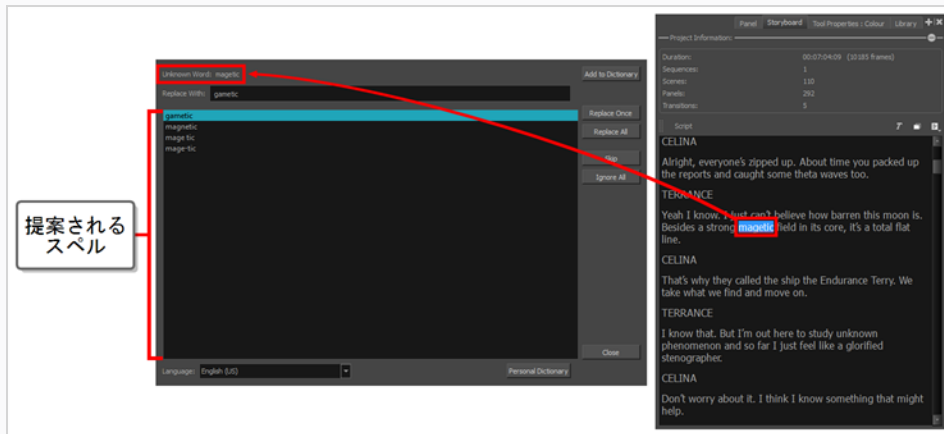 Unknown Word: magetic
Add to Dictionary
Replace With: gametic
gametic
magnetic
mage tic
mage-tic
Replace Once
Replace All
Skip
Ignore All
Close
Language: English (US)
Personal Dictionary
提案される
スペル
Panel Storyboard Tool Properties : Colour Library
Project Information:
Duration: 00:07:04:09 (10185 frames)
Sequences: 1
Scenes: 110
Panels: 292
Transitions: 5
Script
CELINA
Alright, everyone's zipped up. About time you packed up
the reports and caught some theta waves too.
TERRANCE
Yeah I know. I just can't believe how barren this moon is.
Besides a strong magetic field in its core, it's a total flat
line.
CELINA
That's why they called the ship the Endurance Terry. We
take what we find and move on.
TERRANCE
I know that. But I'm out here to study unknown
phenomenon and so far I just feel like a glorified
stenographer.
CELINA
Don't worry about it. I think I know something that might
help.